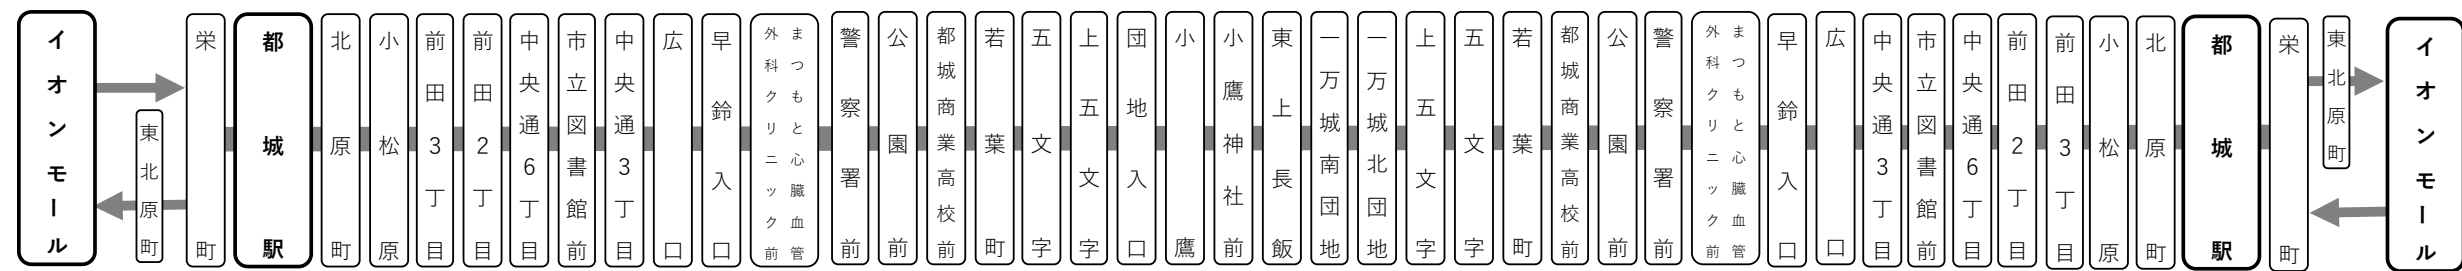 イオンモール
東北原町
栄町
都城駅
北原町
小松原
前田3丁目
前田2丁目
中央通6丁目
市立図書館前
中央通3丁目
広口
早鈴入口
まつもと心臓血管
外科クリニック前
警察署前
公園前
都城商業高校前
若葉町
五文字
上五文字
団地入口
小鷹
小鷹神社前
東上長飯
一万城南団地
一万城北団地
上五文字
五文字
若葉町
都城商業高校前
公園前
警察署前
まつもと心臓血管
外科クリニック前
早鈴入口
広口
中央通3丁目
市立図書館前
中央通6丁目
前田2丁目
前田3丁目
小松原
北原町
都城駅
栄町
東北原町
イオンモール